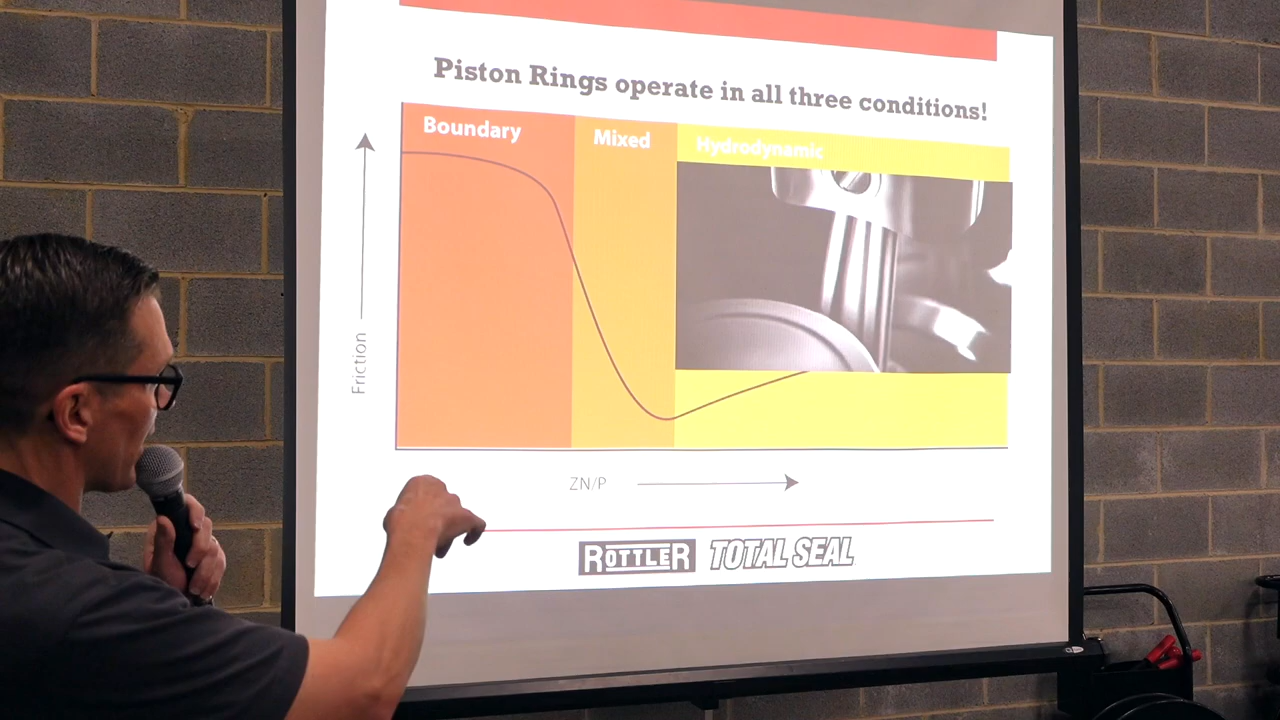 Piston Rings operate in all three conditions!
Boundary
Mixed
Hydrodynamic
Friction
ZN/P
ROTTLER
TOTAL SEAL